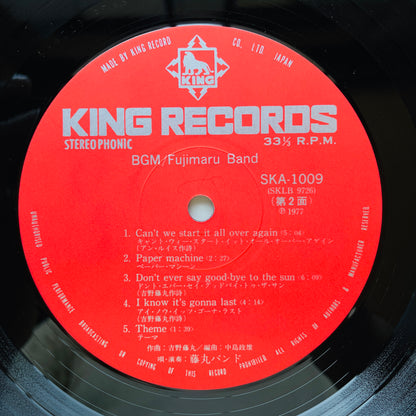 MADE BY KING RECORD CO., LTD. JAPAN
KING
KING RECORDS
STEREOPHONIC 33⅓ R.P.M.
BGM/Fujimaru Band
SKA-1009
(SKLB 9726)
(第2面)
Ⓟ1977
1. Can't we start it all over again (5:04)
キャント・ウィー・スタート・イット・オール・オーバー・アゲイン
(アン・ルイス作詩)
2. Paper machine (2:27)
ペーパー・マシーン
3. Don't ever say good-bye to the sun (6:09)
ドント・エバー・セイ・グッドバイ・トゥ・ザ・サン
(吉野藤丸作詩)
4. I know it's gonna last (4:14)
アイ・ノウ・イッツ・ゴーナ・ラスト
(吉野藤丸作詩)
5. Theme (1:39)
テーマ
作曲:吉野藤丸/編曲:中島政雄
唄・演奏:藤丸バンド
UNAUTHORIZED PUBLIC PERFORMANCE BROADCASTING OR COPYING OF THIS RECORD PROHIBITED ALL RIGHTS OF AUTHORS & MANUFACTURER RESERVED.